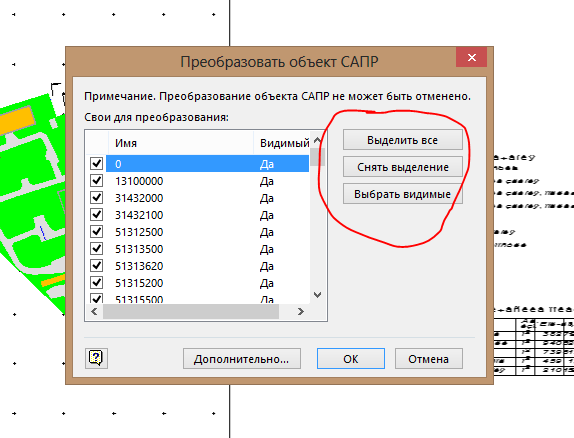 Преобразовать объект САПР
Примечание. Преобразование объекта САПР не может быть отменено.
Свои для преобразования:
Имя Видимый
0 Да
13100000 Да
31432000 Да
31432100 Да
51312500 Да
51313500 Да
51313620 Да
51315200 Да
51315500 Да
Выделить все
Снять выделение
Выбрать видимые
Дополнительно...
OK
Отмена